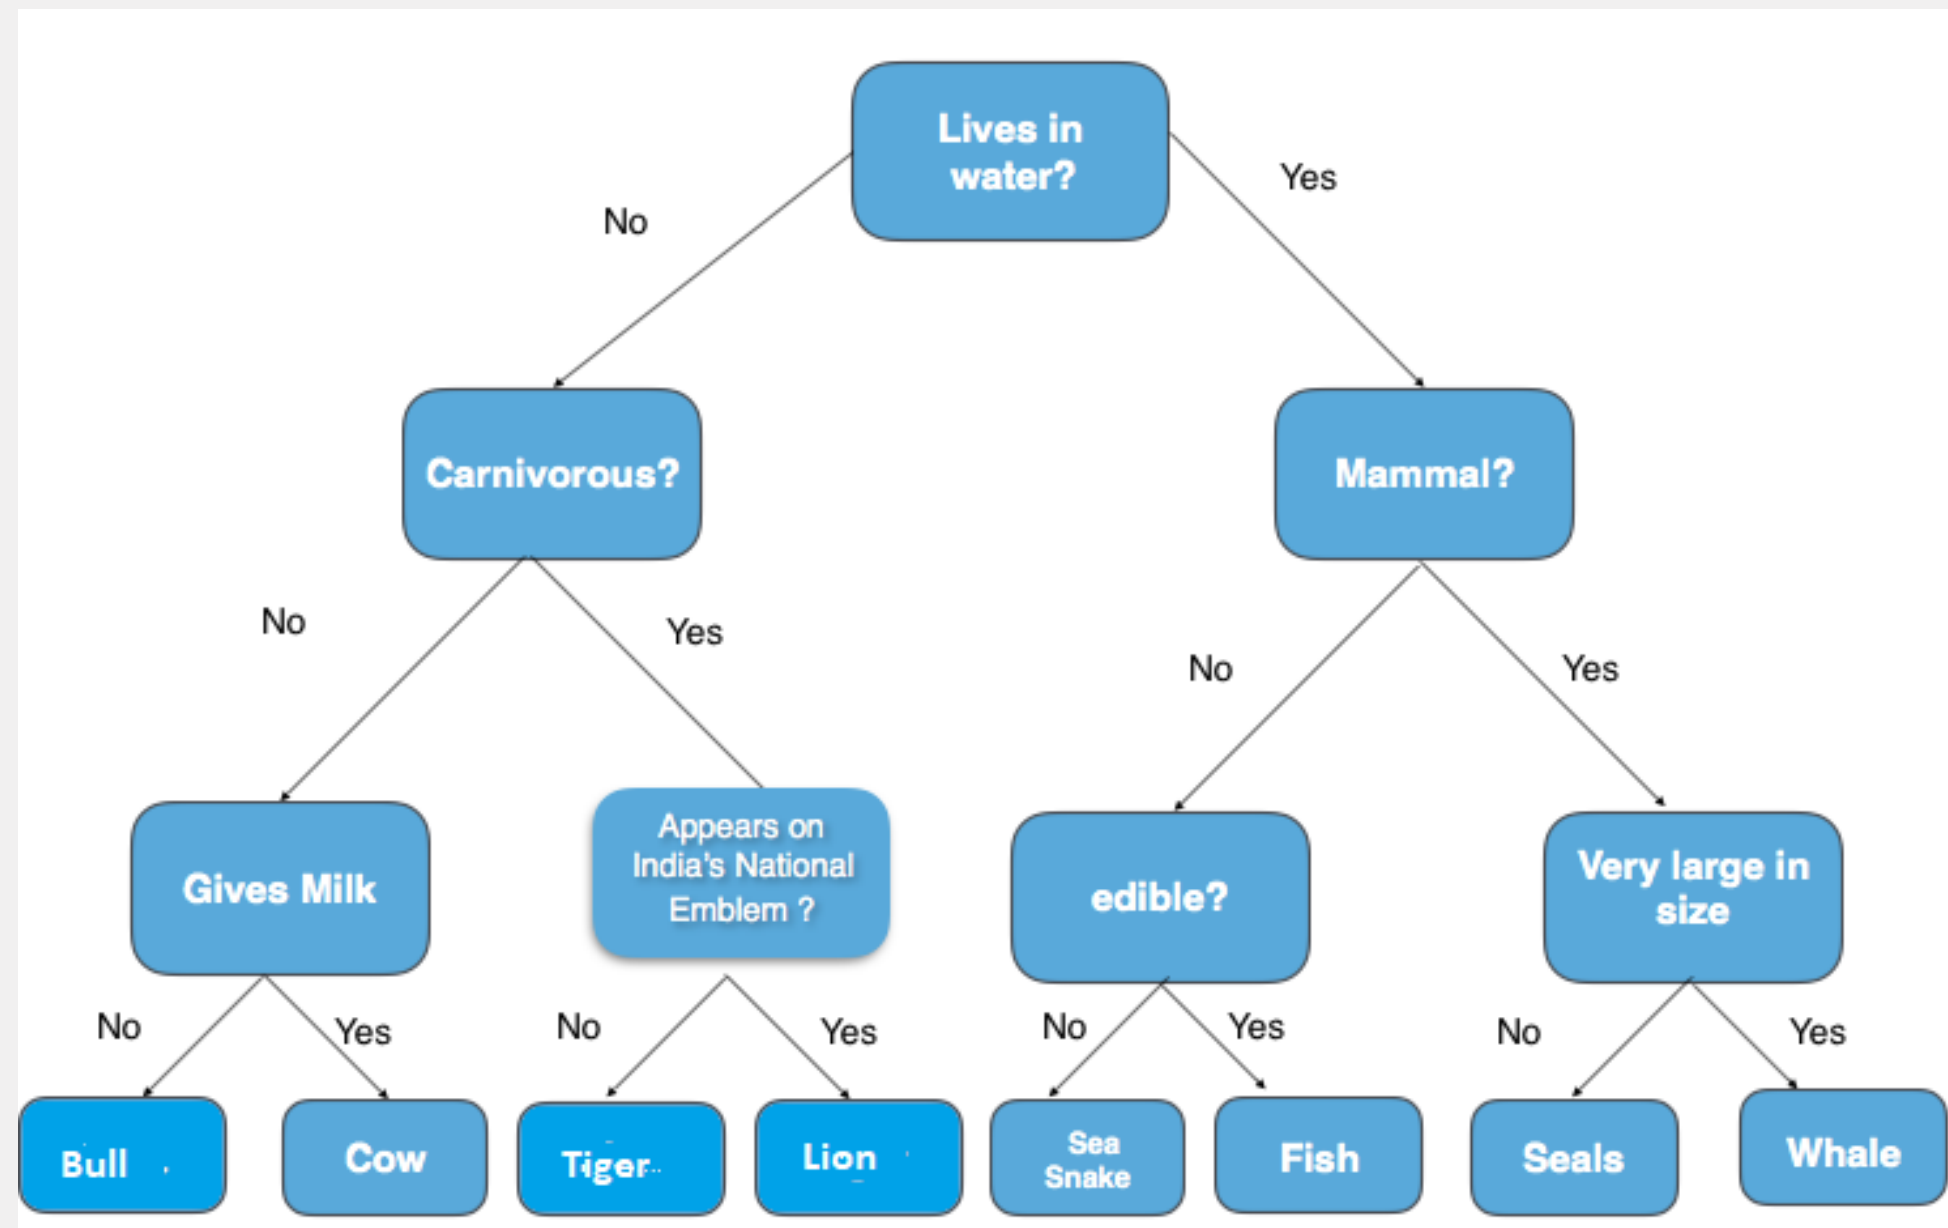 Lives in
water?
Yes
No
Carnivorous?
Mammal?
No
Yes
No
Yes
Gives Milk
Appears on
India's National
Emblem ?
edible?
Very large in
size
No
Yes
No
Yes
No
Yes
No
Yes
Bull
Cow
Tiger
Lion
Sea
Snake
Fish
Seals
Whale